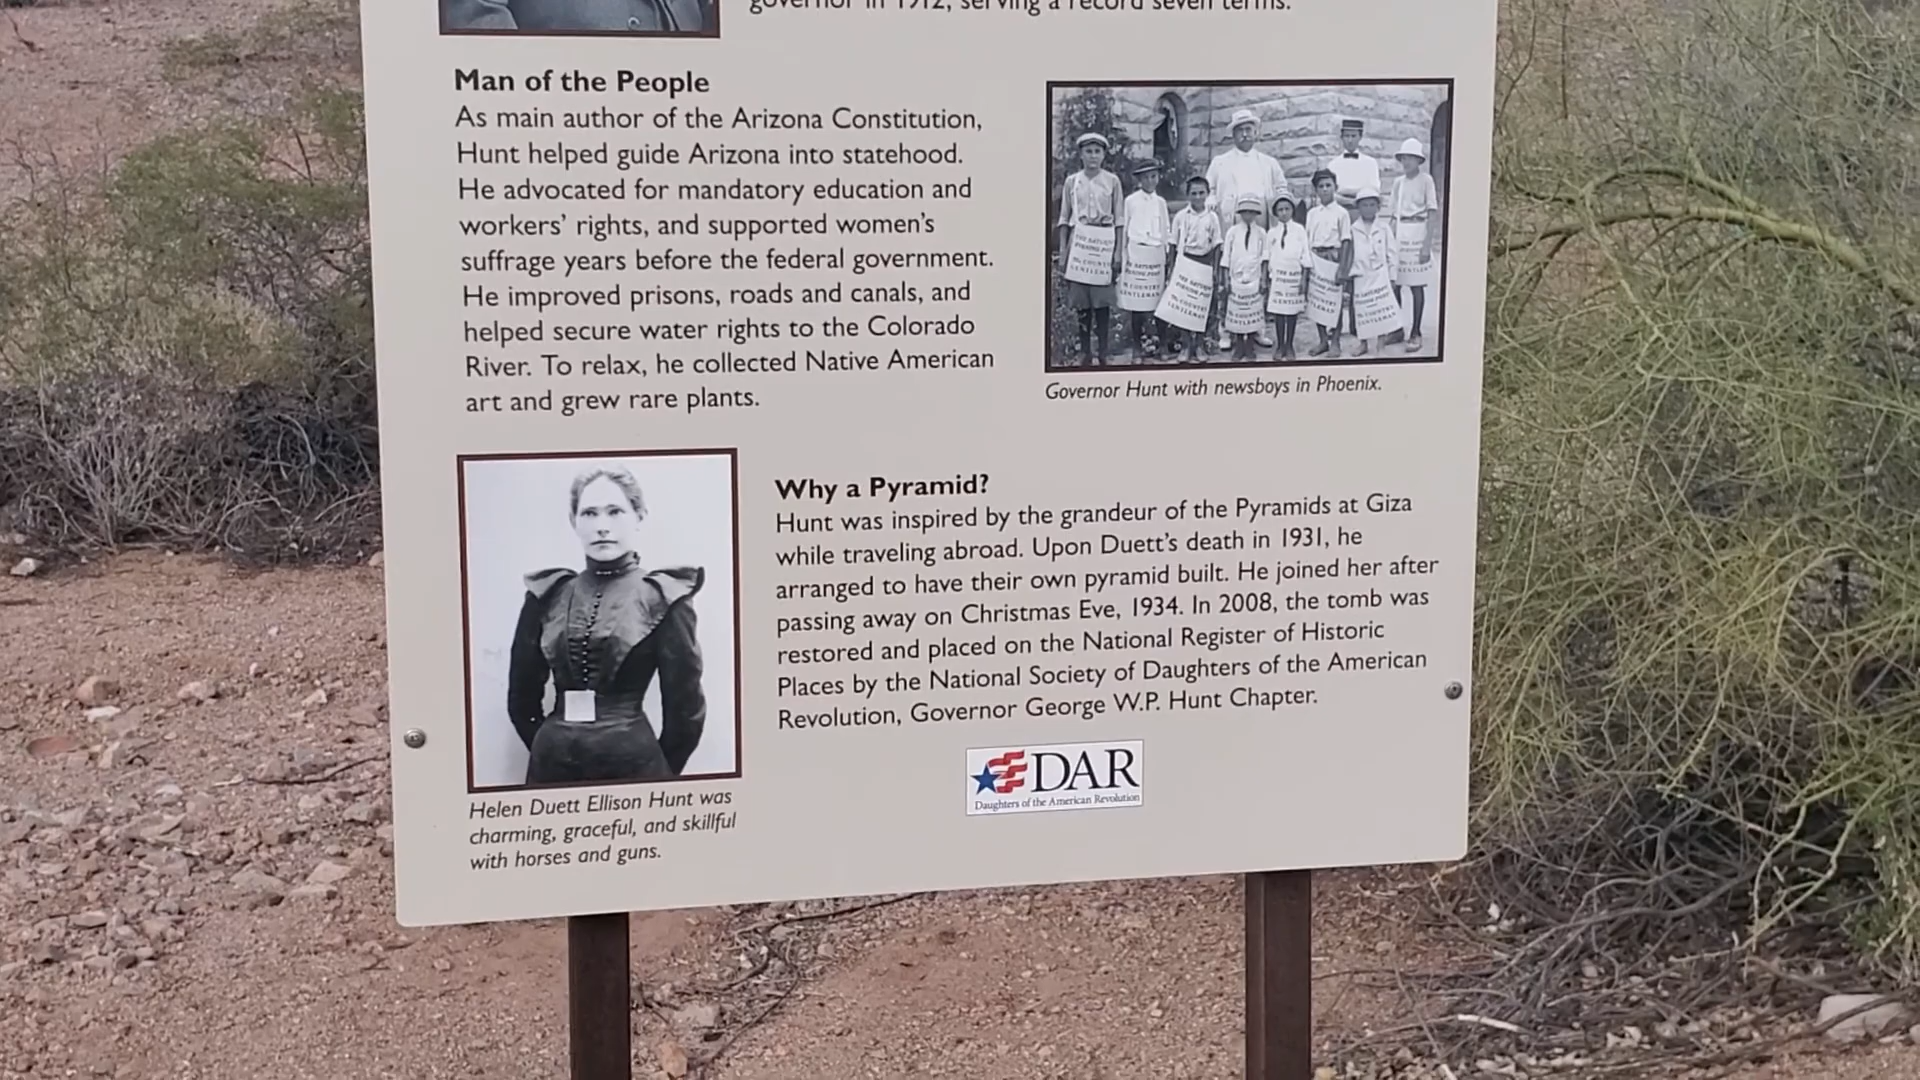 governor in 1912, serving a record seven terms.
Man of the People
As main author of the Arizona Constitution,
Hunt helped guide Arizona into statehood.
He advocated for mandatory education and
workers' rights, and supported women's
suffrage years before the federal government.
He improved prisons, roads and canals, and
helped secure water rights to the Colorado
River. To relax, he collected Native American
art and grew rare plants.
THE SATURDAY
EVENING POST
THE COUNTRY
GENTLEMAN
Governor Hunt with newsboys in Phoenix.
Why a Pyramid?
Hunt was inspired by the grandeur of the Pyramids at Giza
while traveling abroad. Upon Duett's death in 1931, he
arranged to have their own pyramid built. He joined her after
passing away on Christmas Eve, 1934. In 2008, the tomb was
restored and placed on the National Register of Historic
Places by the National Society of Daughters of the American
Revolution, Governor George W.P. Hunt Chapter.
DAR
Daughters of the American Revolution
Helen Duett Ellison Hunt was
charming, graceful, and skillful
with horses and guns.